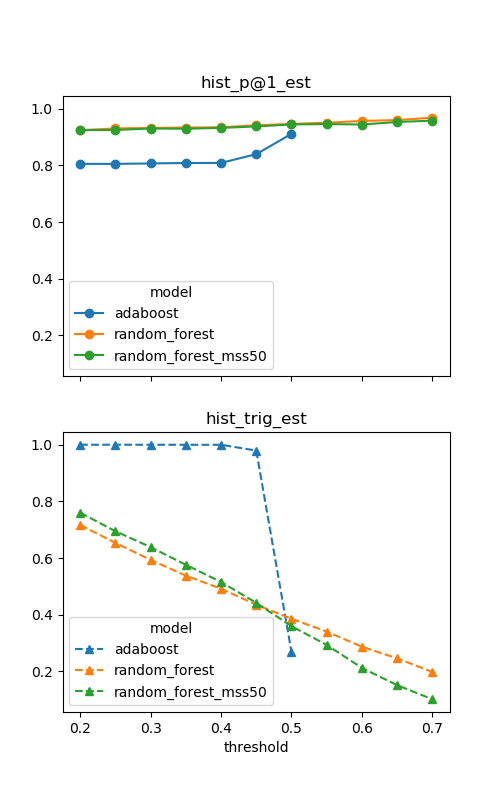 hist_p@1_est
1.0
0.8
0.6
0.4
0.2
model
adaboost
random_forest
random_forest_mss50
hist_trig_est
1.0
0.8
0.6
0.4
0.2
model
adaboost
random_forest
random_forest_mss50
0.2 0.3 0.4 0.5 0.6 0.7
threshold